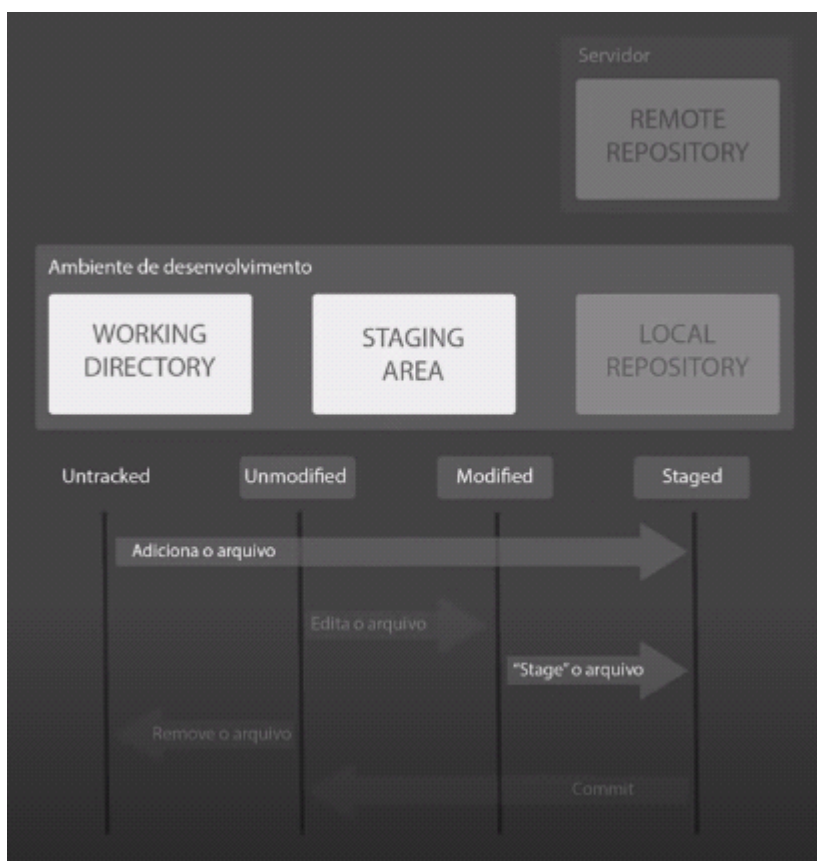 Servidor
REMOTE
REPOSITORY
Ambiente de desenvolvimento
WORKING
DIRECTORY
STAGING
AREA
LOCAL
REPOSITORY
Untracked
Unmodified
Modified
Staged
Adiciona o arquivo
Edita o arquivo
"Stage" o arquivo
Remove o arquivo
Commit